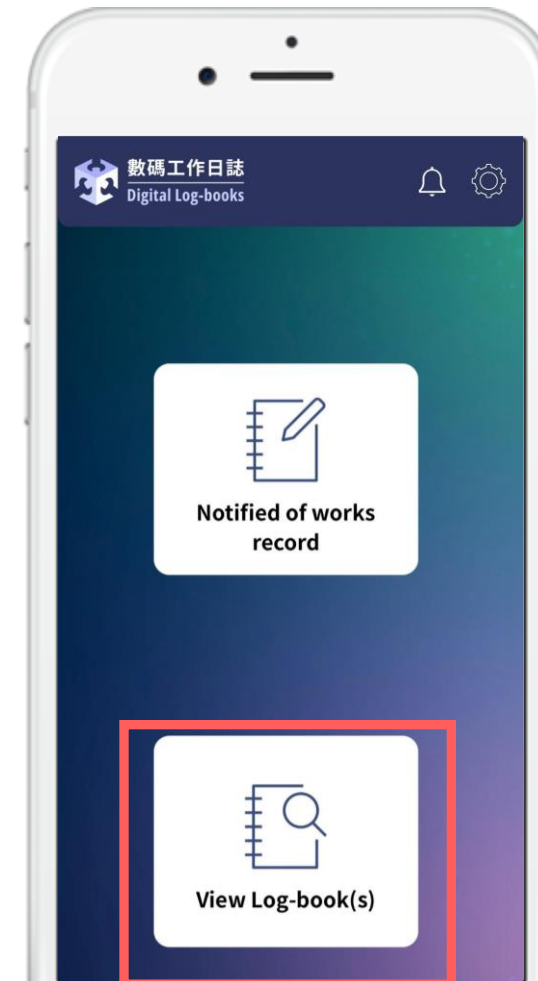 數碼工作日誌
Digital Log-books
Notified of works
record
View Log-book(s)